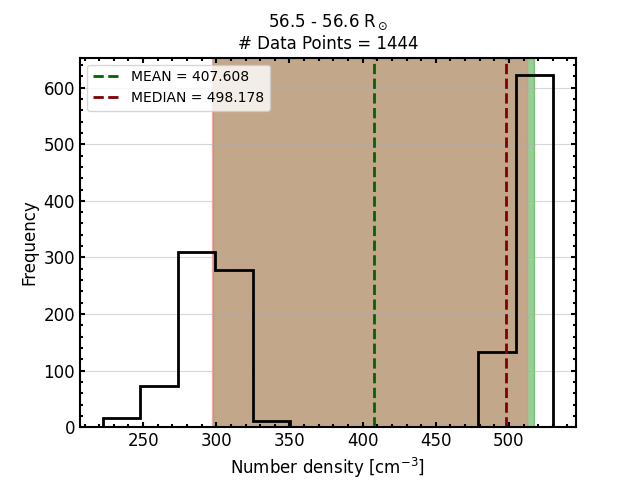 56.5 - 56.6 R⊙
# Data Points = 1444
MEAN = 407.608
MEDIAN = 498.178
600
500
400
300
200
100
0
Frequency
250 300 350 400 450 500
Number density [cm⁻³]